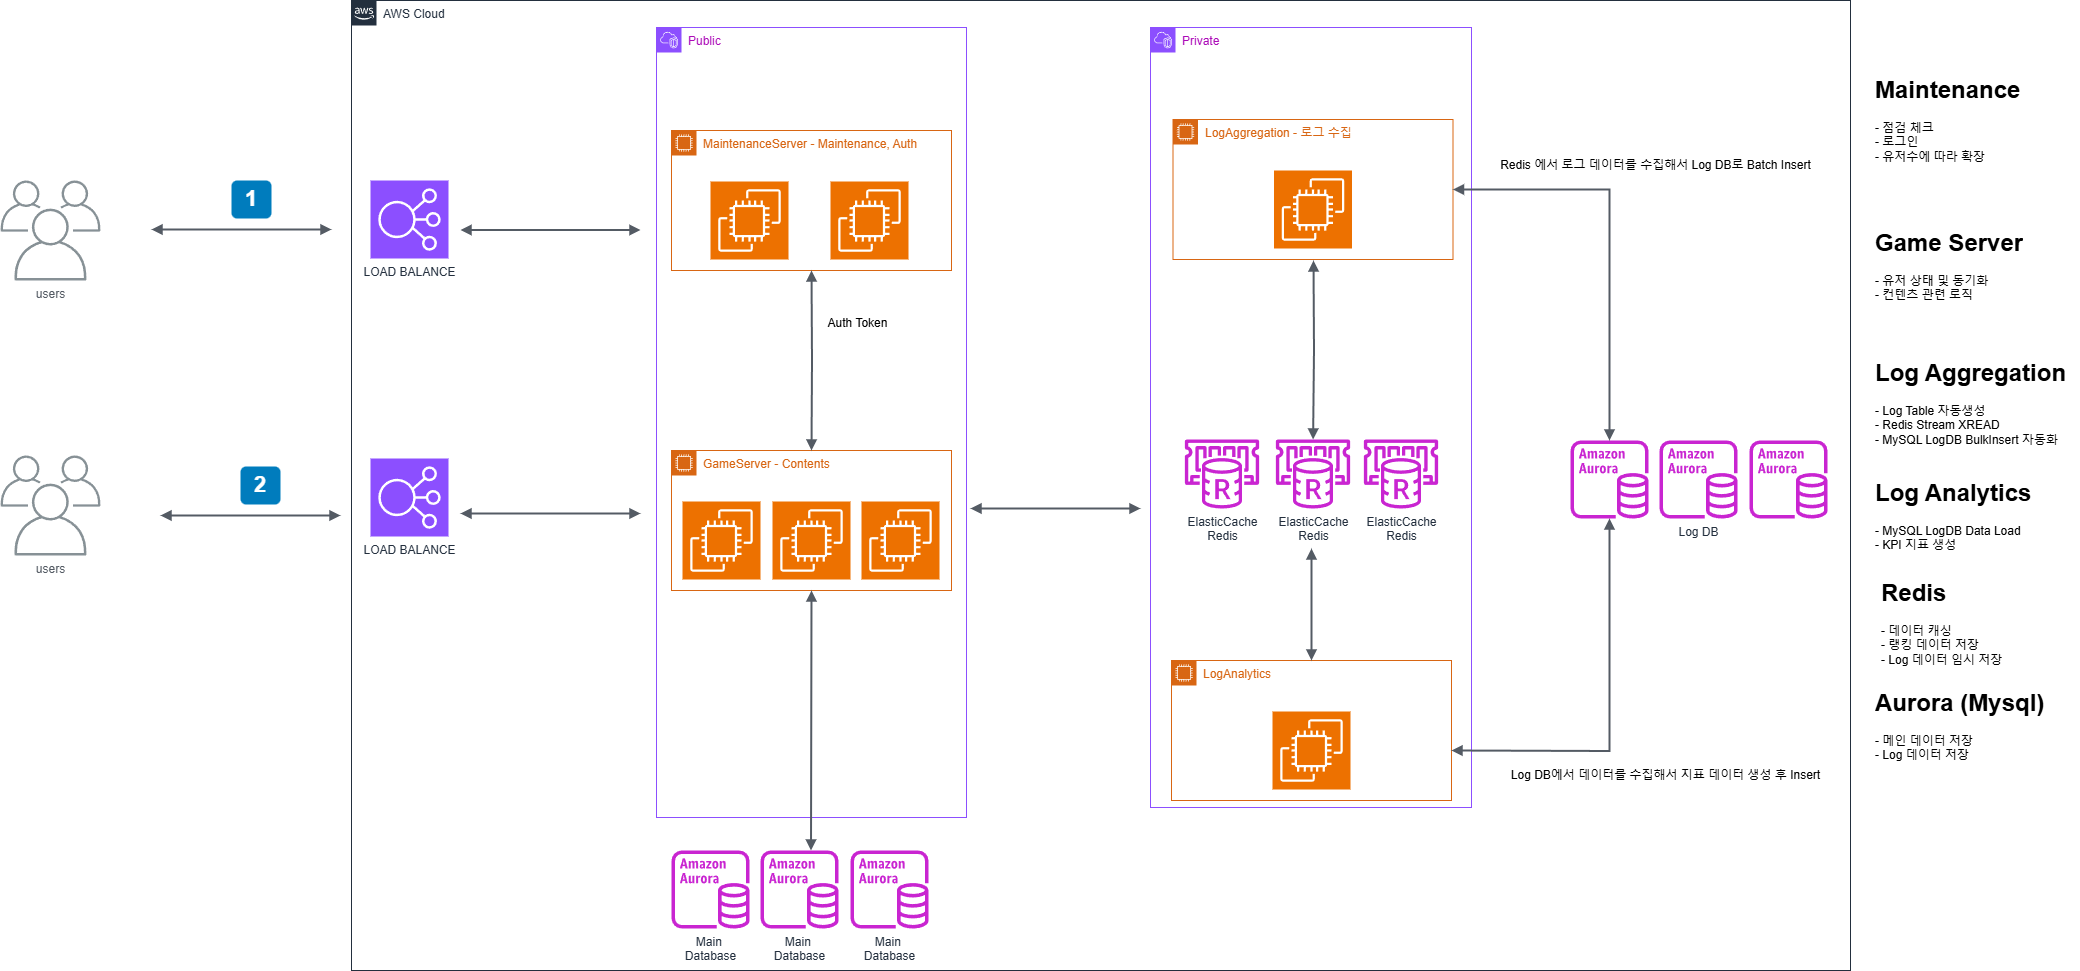 aws
AWS Cloud
Public
Private
MaintenanceServer - Maintenance, Auth
LogAggregation - 로그 수집
Redis 에서 로그 데이터를 수집해서 Log DB로 Batch Insert
1
users
LOAD BALANCE
Auth Token
2
users
LOAD BALANCE
GameServer - Contents
R
R
R
ElasticCache
Redis
ElasticCache
Redis
ElasticCache
Redis
Amazon
Aurora
Amazon
Aurora
Amazon
Aurora
Log DB
LogAnalytics
Log DB에서 데이터를 수집해서 지표 데이터 생성 후 Insert
Amazon
Aurora
Amazon
Aurora
Amazon
Aurora
Main
Database
Main
Database
Main
Database
Maintenance
- 점검 체크
- 로그인
- 유저수에 따라 확장
Game Server
- 유저 상태 및 동기화
- 컨텐츠 관련 로직
Log Aggregation
- Log Table 자동생성
- Redis Stream XREAD
- MySQL LogDB BulkInsert 자동화
Log Analytics
- MySQL LogDB Data Load
- KPI 지표 생성
Redis
- 데이터 캐싱
- 랭킹 데이터 저장
- Log 데이터 임시 저장
Aurora (Mysql)
- 메인 데이터 저장
- Log 데이터 저장